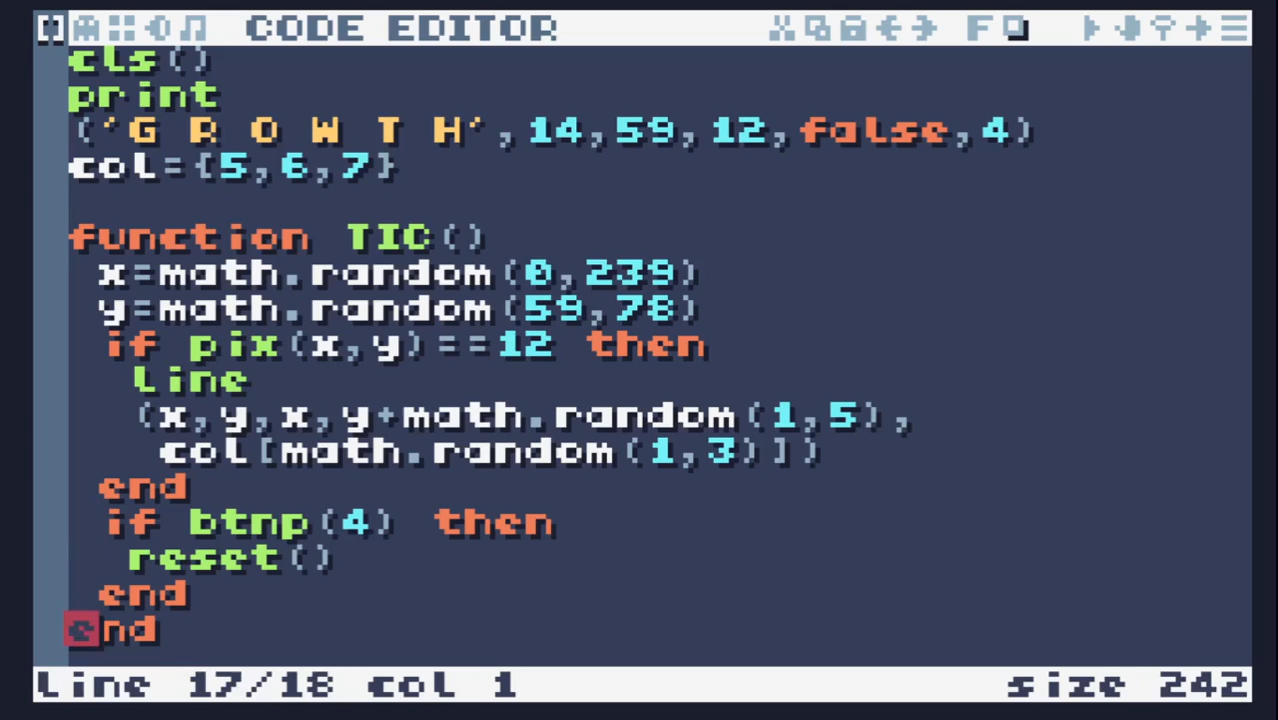 CODE EDITOR F
cls()
print
('G R O W T H',14,59,12,false,4)
col={5,6,7}
function TIC()
x=math.random(0,239)
y=math.random(59,78)
if pix(x,y)==12 then
line
(x,y,x,y+math.random(1,5),
col[math.random(1,3)])
end
if btnp(4) then
reset()
end
end
line 17/18 col 1 size 242